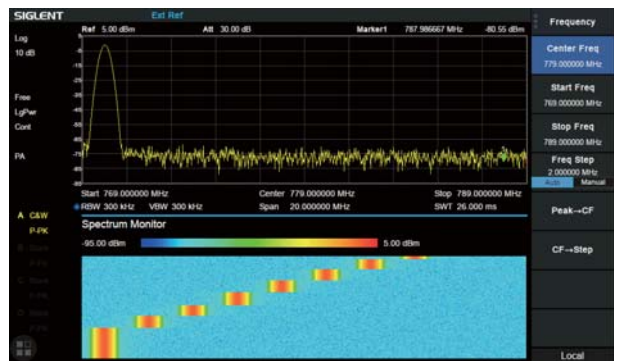 SIGLENT Ext Ref
Log
10 dB
Free
LgPwr
Cont
PA
A C&W
P-PK
Ref 5.00 dBm Att 30.00 dB Marker1 787.986667 MHz -80.55 dBm
Start 769.000000 MHz Center 779.000000 MHz Stop 789.000000 MHz
RBW 300 kHz VBW 300 kHz Span 20.000000 MHz SWT 26.000 ms
Spectrum Monitor
-95.00 dBm 5.00 dBm
Frequency
Center Freq
779.000000 MHz
Start Freq
769.000000 MHz
Stop Freq
789.000000 MHz
Freq Step
2.000000 MHz
Auto Manual
Peak→CF
CF→Step
Local